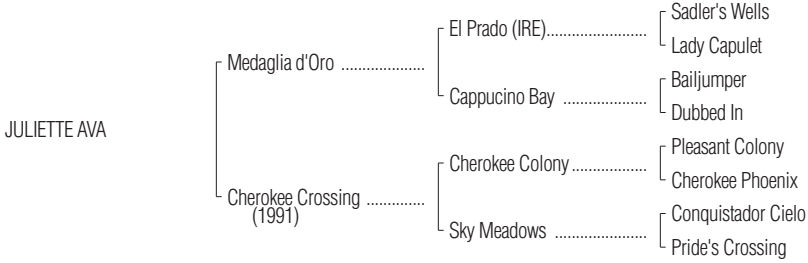 Sadler's Wells
El Prado (IRE)........................
Lady Capulet
Medaglia d'Oro ....................
Bailjumper
Cappucino Bay ....................
Dubbed In
JULIETTE AVA
Pleasant Colony
Cherokee Colony..................
Cherokee Phoenix
Cherokee Crossing ..............
(1991)
Conquistador Cielo
Sky Meadows ......................
Pride's Crossing